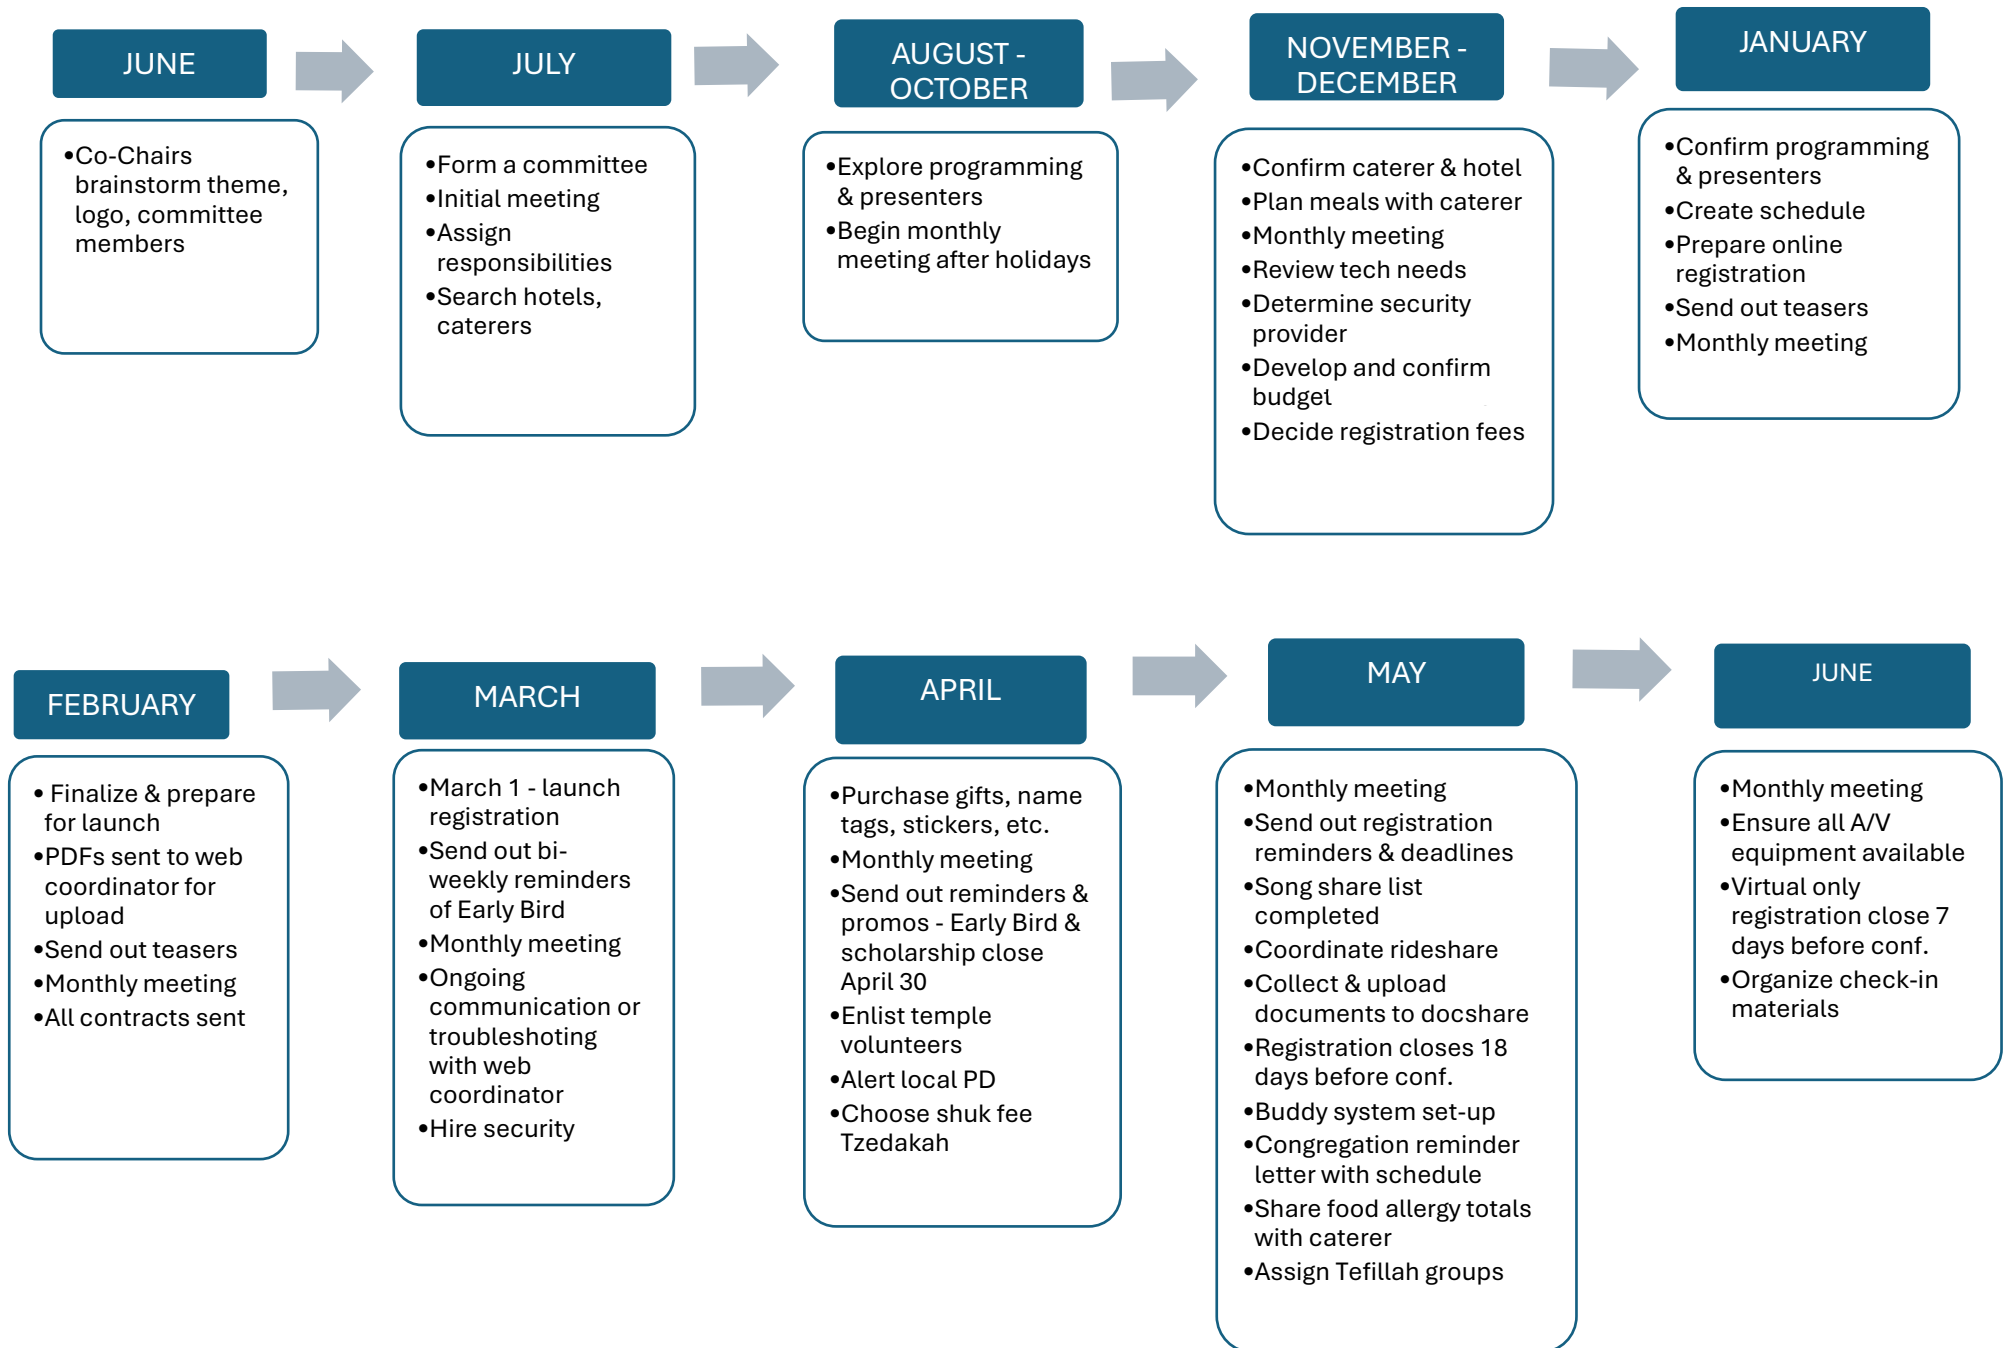 JUNE
•Co-Chairs
brainstorm theme,
logo, committee
members
JULY
•Form a committee
•Initial meeting
•Assign
responsibilities
•Search hotels,
caterers
AUGUST -
OCTOBER
•Explore programming
& presenters
•Begin monthly
meeting after holidays
NOVEMBER -
DECEMBER
•Confirm caterer & hotel
•Plan meals with caterer
•Monthly meeting
•Review tech needs
•Determine security
provider
•Develop and confirm
budget
•Decide registration fees
JANUARY
•Confirm programming
& presenters
•Create schedule
•Prepare online
registration
•Send out teasers
•Monthly meeting
FEBRUARY
• Finalize & prepare
for launch
•PDFs sent to web
coordinator for
upload
•Send out teasers
•Monthly meeting
•All contracts sent
MARCH
•March 1 - launch
registration
•Send out bi-
weekly reminders
of Early Bird
•Monthly meeting
•Ongoing
communication or
troubleshoting
with web
coordinator
•Hire security
APRIL
•Purchase gifts, name
tags, stickers, etc.
•Monthly meeting
•Send out reminders &
promos - Early Bird &
scholarship close
April 30
•Enlist temple
volunteers
•Alert local PD
•Choose shuk fee
Tzedakah
MAY
•Monthly meeting
•Send out registration
reminders & deadlines
•Song share list
completed
•Coordinate rideshare
•Collect & upload
documents to docshare
•Registration closes 18
days before conf.
•Buddy system set-up
•Congregation reminder
letter with schedule
•Share food allergy totals
with caterer
•Assign Tefillah groups
JUNE
•Monthly meeting
•Ensure all A/V
equipment available
•Virtual only
registration close 7
days before conf.
•Organize check-in
materials